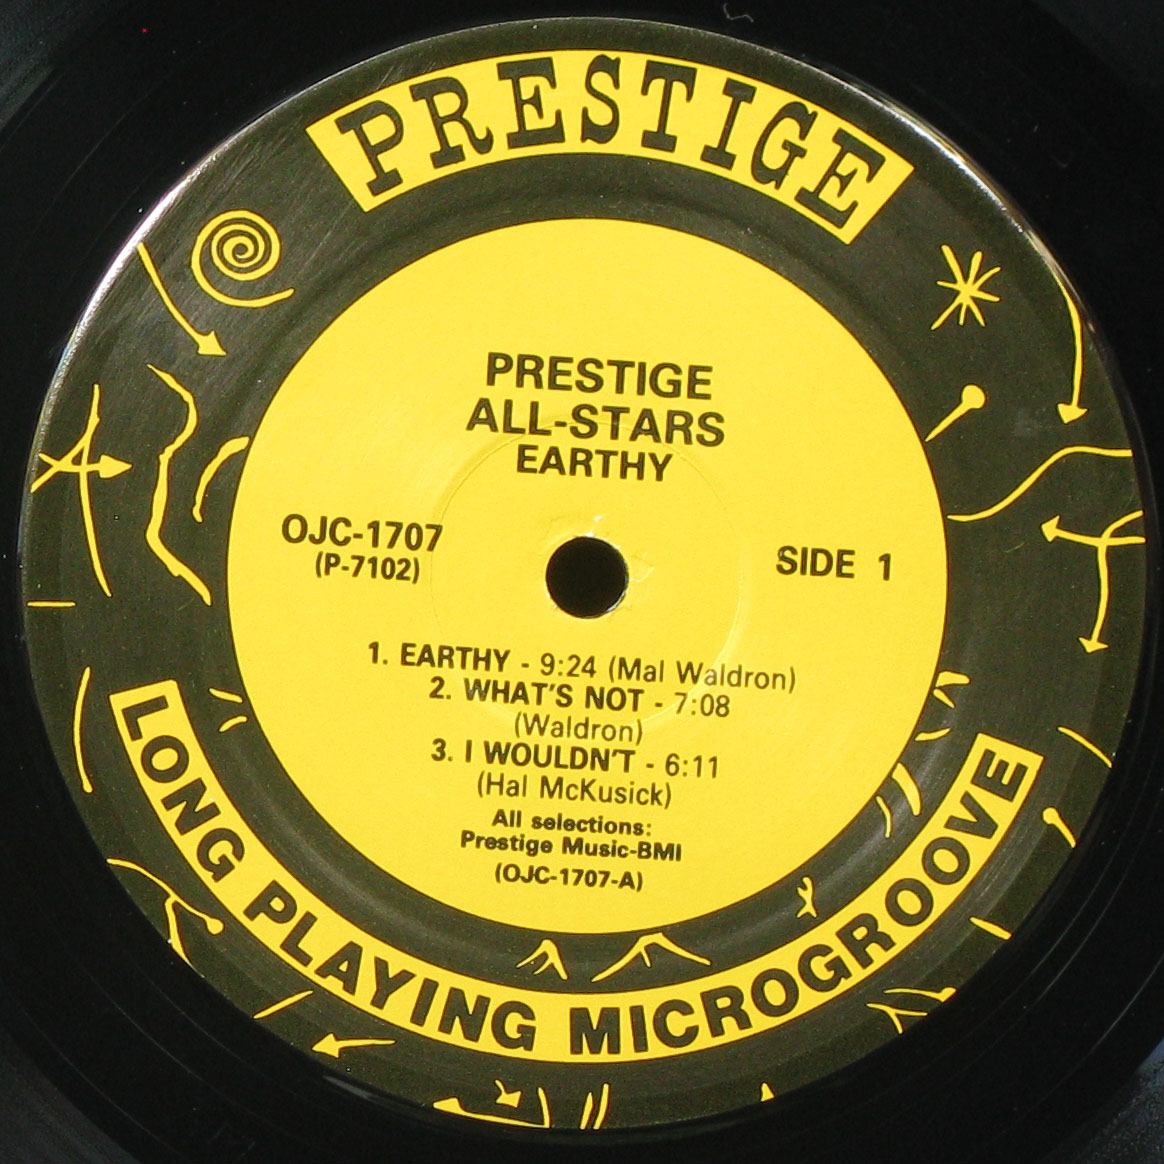 PRESTIGE
PRESTIGE
ALL-STARS
EARTHY
OJC-1707
(P-7102)
SIDE 1
1. EARTHY - 9:24 (Mal Waldron)
2. WHAT'S NOT - 7:08
(Waldron)
3. I WOULDN'T - 6:11
(Hal McKusick)
All selections:
Prestige Music-BMI
(OJC-1707-A)
LONG PLAYING MICROGROOVE